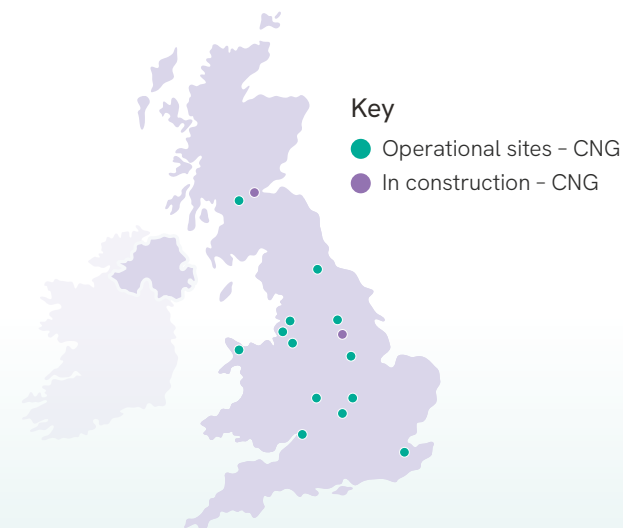 Key
Operational sites – CNG
In construction – CNG